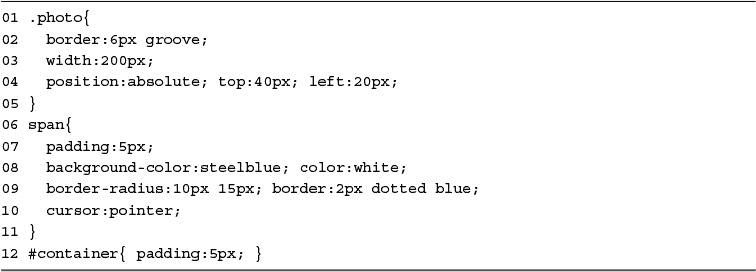 01 .photo{
02   border:6px groove;
03   width:200px;
04   position:absolute; top:40px; left:20px;
05 }
06 span{
07   padding:5px;
08   background-color:steelblue; color:white;
09   border-radius:10px 15px; border:2px dotted blue;
10   cursor:pointer;
11 }
12 #container{ padding:5px; }